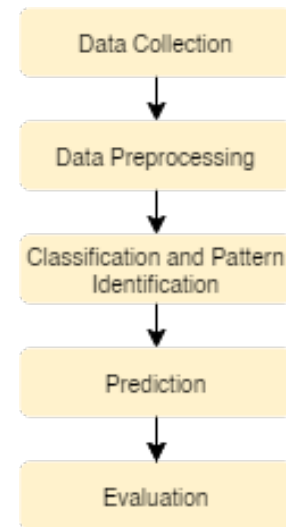 Data Collection
Data Preprocessing
Classification and Pattern
Identification
Prediction
Evaluation